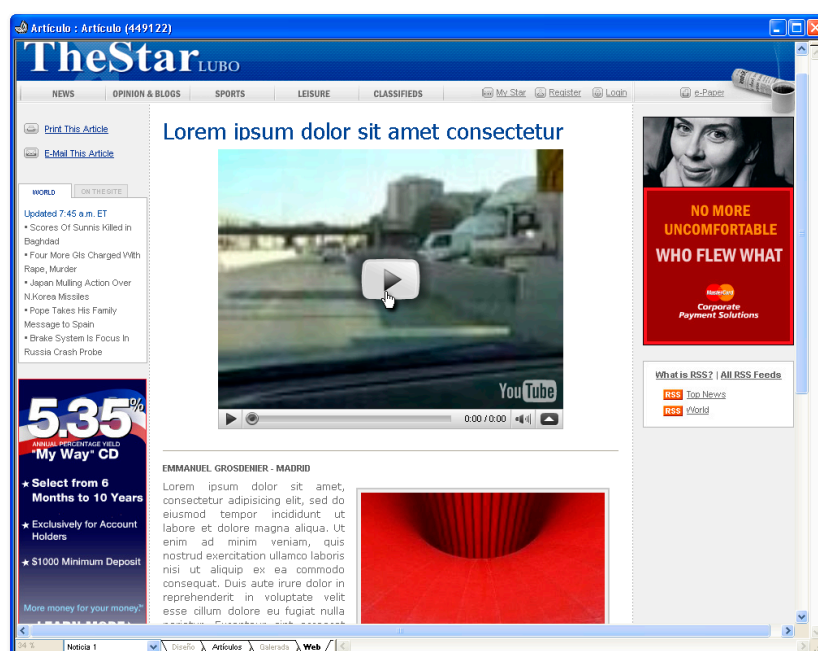 Artículo : Artículo (449122)
TheStar LUBO
NEWS OPINION & BLOGS SPORTS LEISURE CLASSIFIEDS My Star Register Login e-Paper
Print This Article
E-Mail This Article
WORLD ON THE SITE
Updated 7:45 a.m. ET
• Scores Of Sunnis Killed in
Baghdad
• Four More GIs Charged With
Rape, Murder
• Japan Mulling Action Over
N.Korea Missiles
• Pope Takes His Family
Message to Spain
• Brake System Is Focus In
Russia Crash Probe
5.35%
ANNUAL PERCENTAGE YIELD
"My Way" CD
Select from 6
Months to 10 Years
Exclusively for Account
Holders
$1000 Minimum Deposit
More money for your money.
LEARN MORE
Lorem ipsum dolor sit amet consectetur
YouTube
0:00 / 0:00
EMMANUEL GROSDENIER - MADRID
Lorem ipsum dolor sit amet,
consectetur adipisicing elit, sed do
eiusmod tempor incididunt ut
labore et dolore magna aliqua. Ut
enim ad minim veniam, quis
nostrud exercitation ullamco laboris
nisi ut aliquip ex ea commodo
consequat. Duis aute irure dolor in
reprehenderit in voluptate velit
esse cillum dolore eu fugiat nulla
pariatur. Excepteur sint occaecat
NO MORE
UNCOMFORTABLE
WHO FLEW WHAT
MasterCard
Corporate
Payment Solutions
What is RSS? | All RSS Feeds
RSS Top News
RSS World
34 % Noticia 1 Diseño Artículos Galerada Web